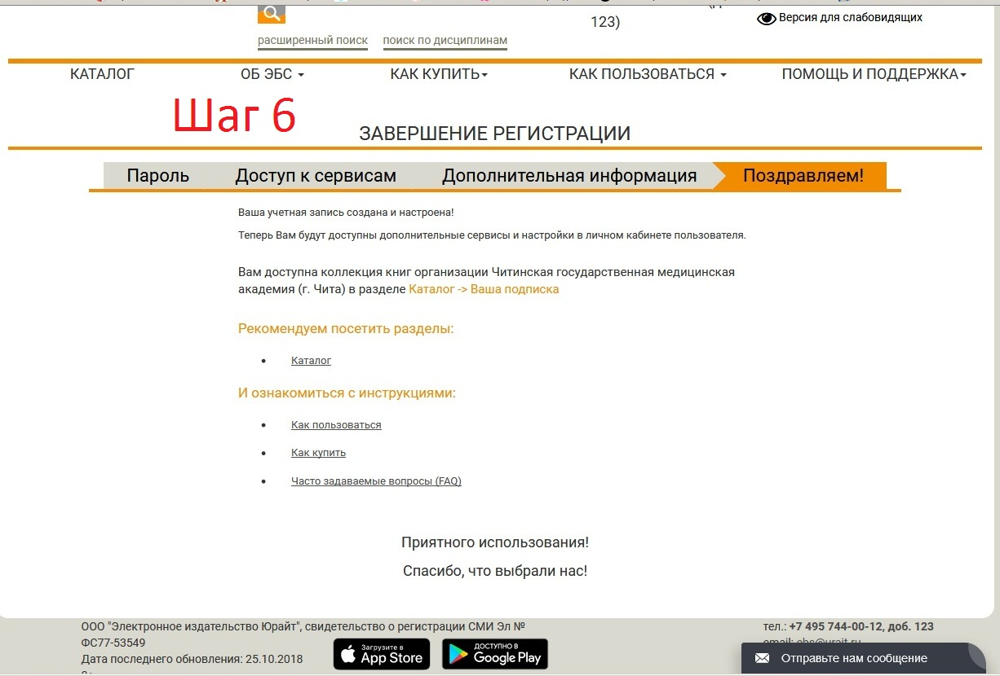 123)
Версия для слабовидящих
расширенный поиск поиск по дисциплинам
КАТАЛОГ ОБ ЭБС КАК КУПИТЬ КАК ПОЛЬЗОВАТЬСЯ ПОМОЩЬ И ПОДДЕРЖКА
Шаг 6
ЗАВЕРШЕНИЕ РЕГИСТРАЦИИ
Пароль Доступ к сервисам Дополнительная информация Поздравляем!
Ваша учетная запись создана и настроена!
Теперь Вам будут доступны дополнительные сервисы и настройки в личном кабинете пользователя.
Вам доступна коллекция книг организации Читинская государственная медицинская
академия (г. Чита) в разделе Каталог -> Ваша подписка
Рекомендуем посетить разделы:
• Каталог
И ознакомиться с инструкциями:
• Как пользоваться
• Как купить
• Часто задаваемые вопросы (FAQ)
Приятного использования!
Спасибо, что выбрали нас!
ООО "Электронное издательство Юрайт", свидетельство о регистрации СМИ Эл №
ФС77-53549
Дата последнего обновления: 25.10.2018
Загрузите в
App Store
ДОСТУПНО В
Google Play
тел.: +7 495 744-00-12, доб. 123
email: ebs@urait.ru
Отправьте нам сообщение